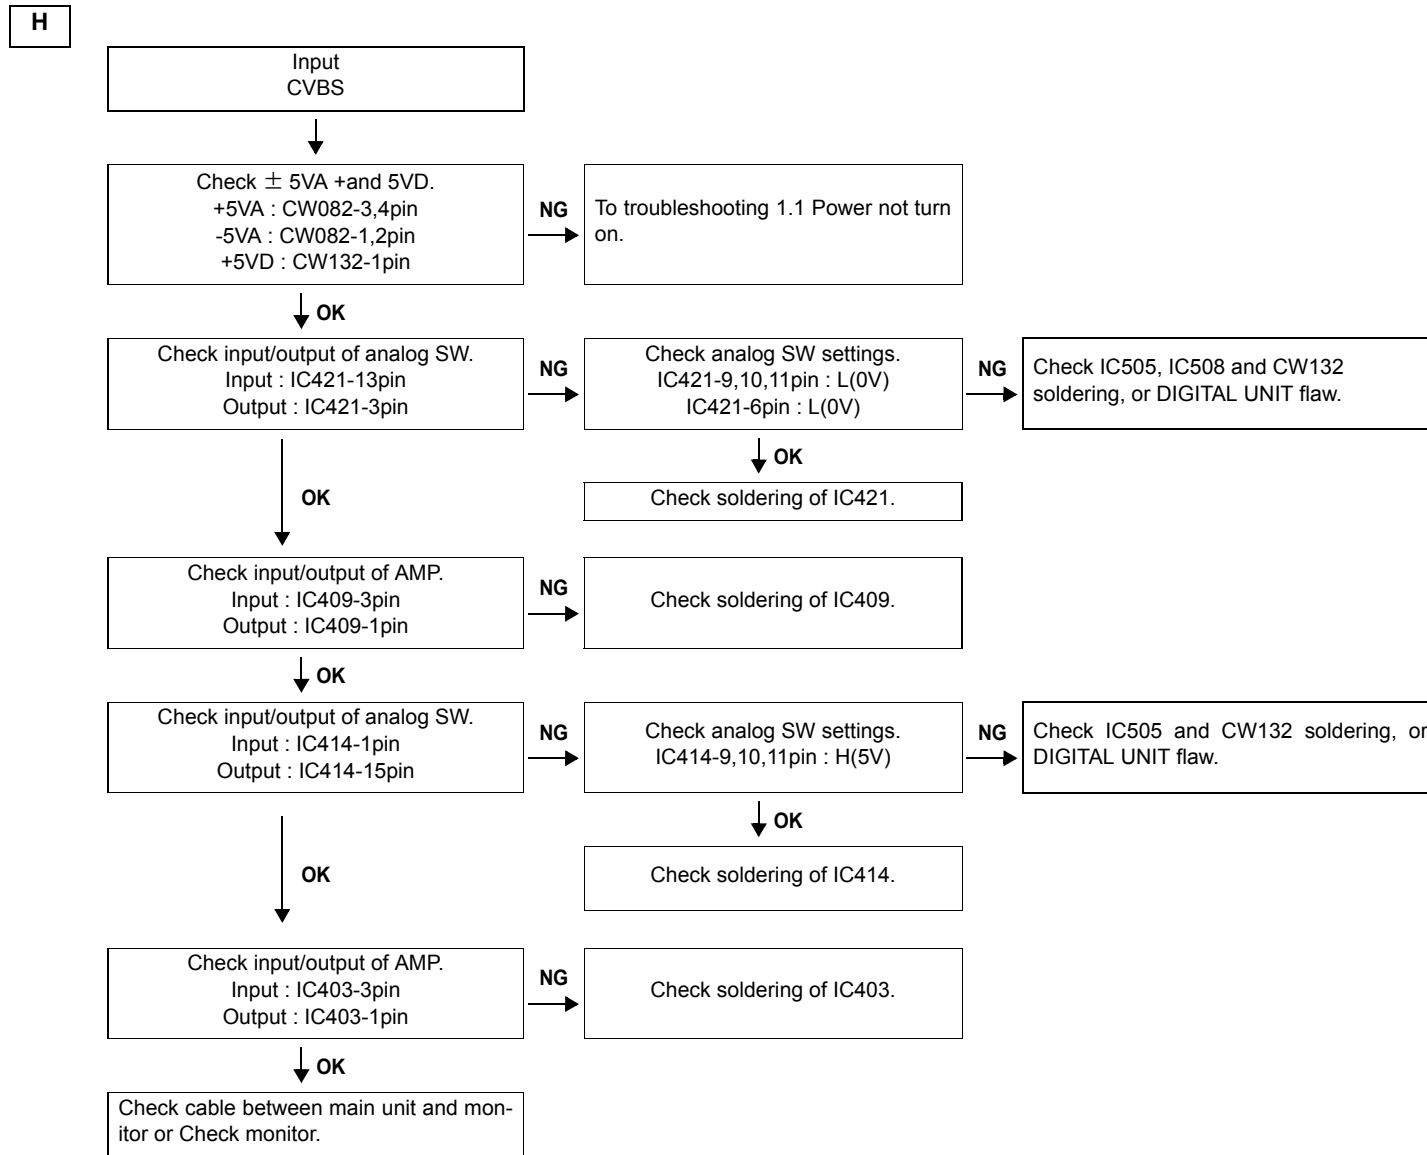 H
Input
CVBS
Check ± 5VA +and 5VD.
+5VA : CW082-3,4pin
-5VA : CW082-1,2pin
+5VD : CW132-1pin
NG
To troubleshooting 1.1 Power not turn
on.
OK
Check input/output of analog SW.
Input : IC421-13pin
Output : IC421-3pin
NG
Check analog SW settings.
IC421-9,10,11pin : L(0V)
IC421-6pin : L(0V)
NG
Check IC505, IC508 and CW132
soldering, or DIGITAL UNIT flaw.
OK
Check soldering of IC421.
OK
Check input/output of AMP.
Input : IC409-3pin
Output : IC409-1pin
NG
Check soldering of IC409.
OK
Check input/output of analog SW.
Input : IC414-1pin
Output : IC414-15pin
NG
Check analog SW settings.
IC414-9,10,11pin : H(5V)
NG
Check IC505 and CW132 soldering, or
DIGITAL UNIT flaw.
OK
Check soldering of IC414.
OK
Check input/output of AMP.
Input : IC403-3pin
Output : IC403-1pin
NG
Check soldering of IC403.
OK
Check cable between main unit and mon-
itor or Check monitor.